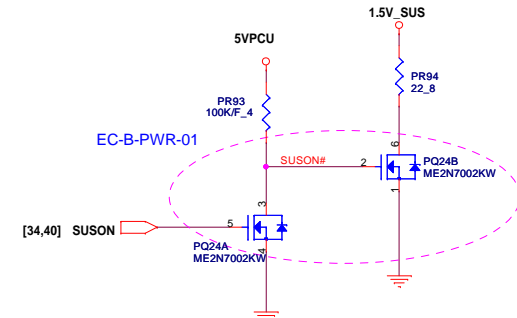 1.5V_SUS
5VPCU
PR94
22_8
PR93
100K/F_4
EC-B-PWR-01
6
SUSON#
2
PQ24B
ME2N7002KW
1
3
[34,40] SUSON
5
PQ24A
4
ME2N7002KW